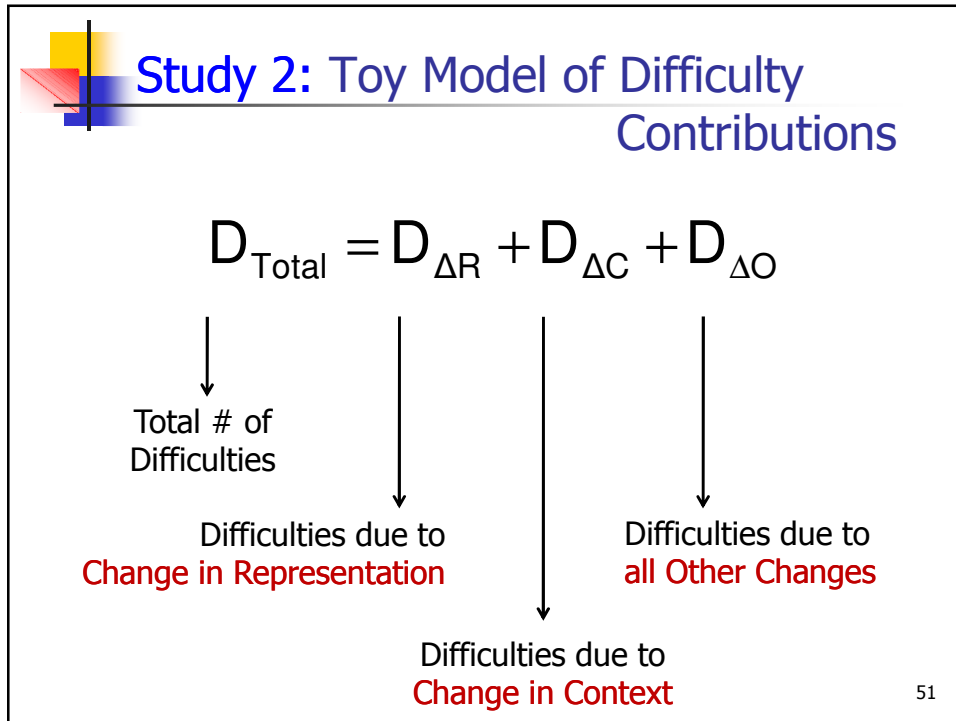 Study 2: Toy Model of Difficulty
Contributions
D_Total = D_ΔR + D_ΔC + D_ΔO
Total # of
Difficulties
Difficulties due to
Change in Representation
Difficulties due to
all Other Changes
Difficulties due to
Change in Context
51